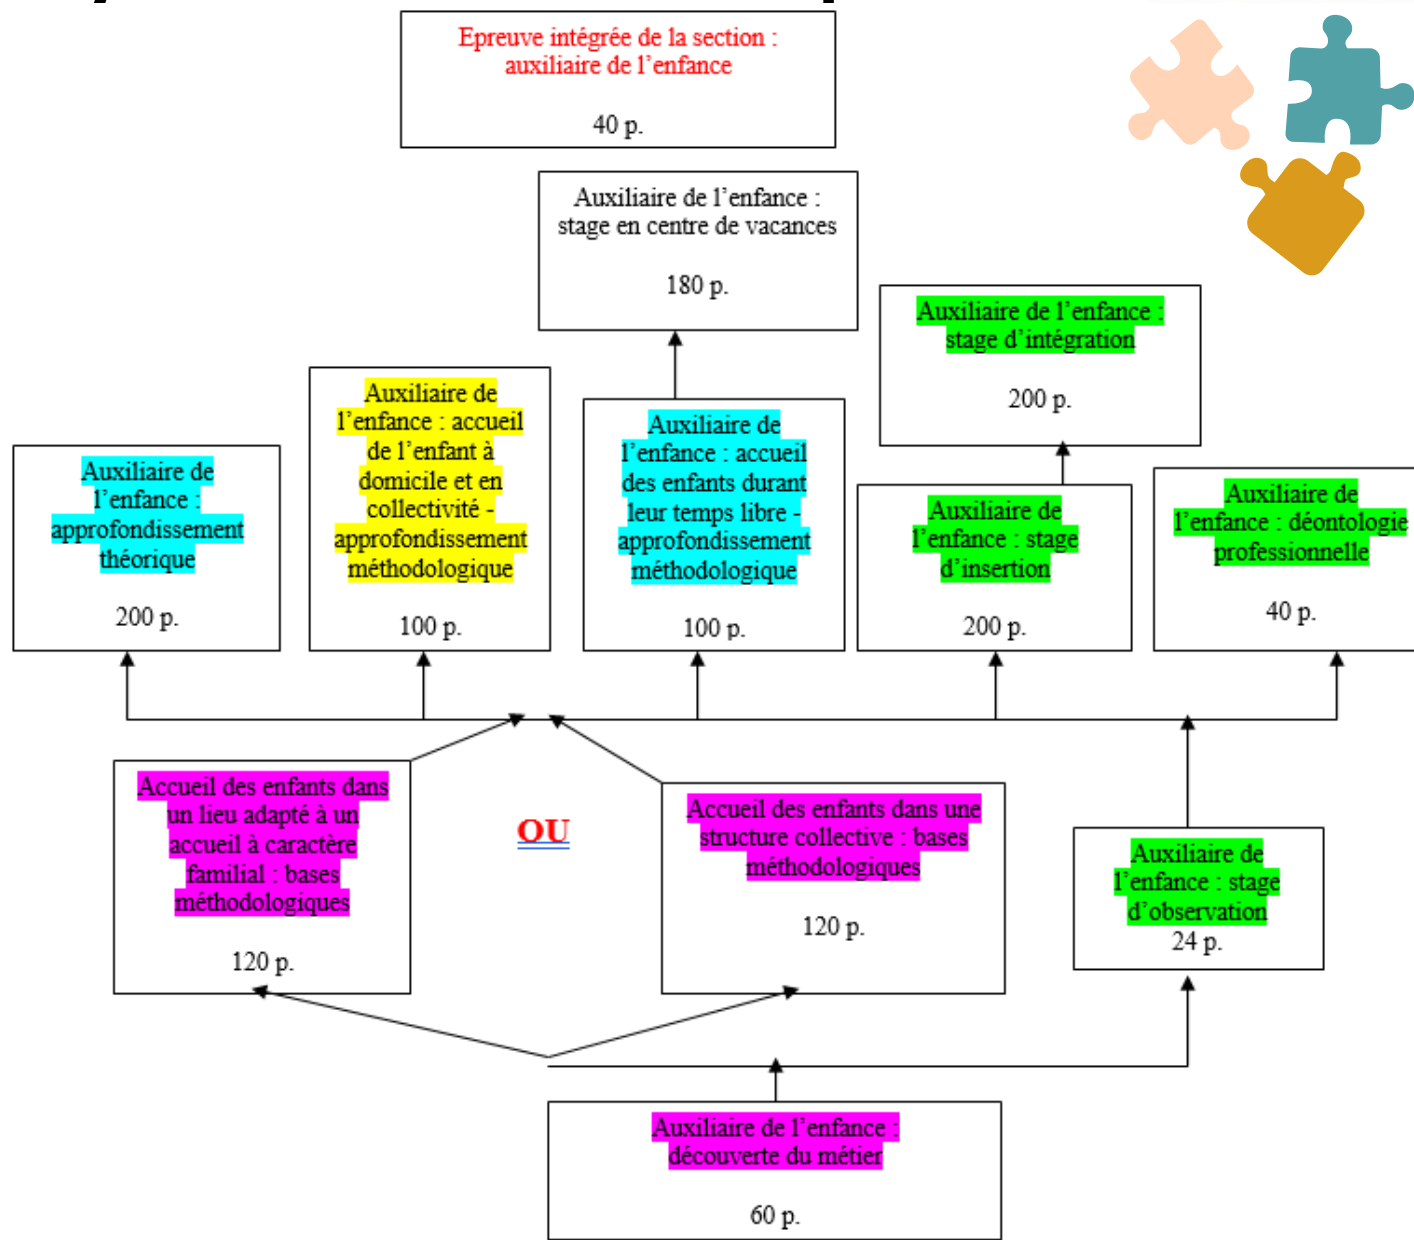 Epreuve intégrée de la section :
auxiliaire de l’enfance
40 p.
Auxiliaire de l’enfance :
stage en centre de vacances
180 p.
Auxiliaire de l’enfance :
stage d’intégration
200 p.
Auxiliaire de
l’enfance :
approfondissement
théorique
200 p.
Auxiliaire de
l’enfance : accueil
de l’enfant à
domicile et en
collectivité -
approfondissement
méthodologique
100 p.
Auxiliaire de
l’enfance : accueil
des enfants durant
leur temps libre -
approfondissement
méthodologique
100 p.
Auxiliaire de
l’enfance : stage
d’insertion
200 p.
Auxiliaire de
l’enfance : déontologie
professionnelle
40 p.
Accueil des enfants dans
un lieu adapté à un
accueil à caractère
familial : bases
méthodologiques
120 p.
OU
Accueil des enfants dans une
structure collective : bases
méthodologiques
120 p.
Auxiliaire de
l’enfance : stage
d’observation
24 p.
Auxiliaire de l’enfance :
découverte du métier
60 p.